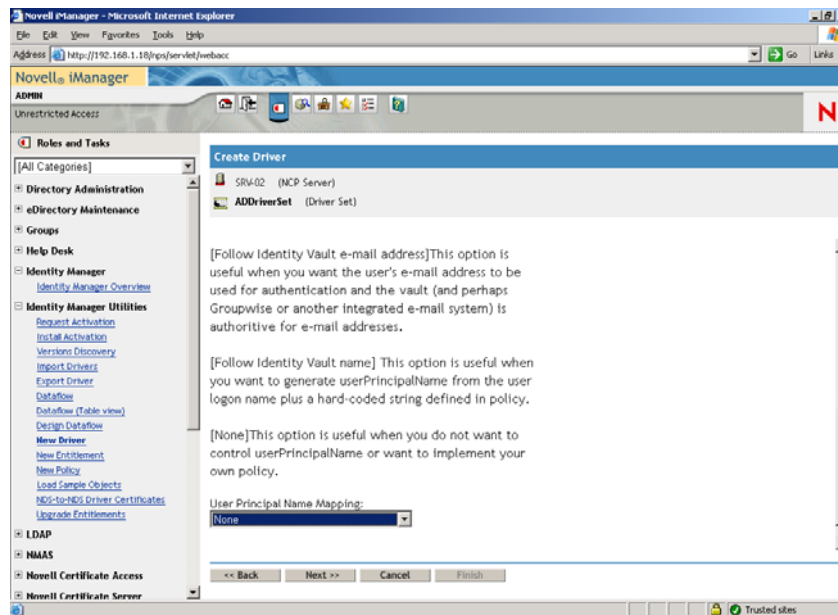 Novell iManager - Microsoft Internet Explorer
File Edit View Favorites Tools Help
Address http://192.168.1.18/nps/servlet/webacc Go Links
Novell® iManager
ADMIN
Unrestricted Access
N
Roles and Tasks
[All Categories]
Directory Administration
eDirectory Maintenance
Groups
Help Desk
Identity Manager
Identity Manager Overview
Identity Manager Utilities
Request Activation
Install Activation
Versions Discovery
Import Drivers
Export Driver
Dataflow
Dataflow (Table view)
Design Dataflow
New Driver
New Entitlement
New Policy
Load Sample Objects
NDS-to-NDS Driver Certificates
Upgrade Entitlements
LDAP
NMAS
Novell Certificate Access
Novell Certificate Server
Create Driver
SRV-02 (NCP Server)
ADDriverSet (Driver Set)
[Follow Identity Vault e-mail address]This option is
useful when you want the user's e-mail address to be
used for authentication and the vault (and perhaps
Groupwise or another integrated e-mail system) is
authoritive for e-mail addresses.
[Follow Identity Vault name] This option is useful when
you want to generate userPrincipalName from the user
logon name plus a hard-coded string defined in policy.
[None]This option is useful when you do not want to
control userPrincipalName or want to implement your
own policy.
User Principal Name Mapping:
None
<< Back Next >> Cancel Finish
Trusted sites